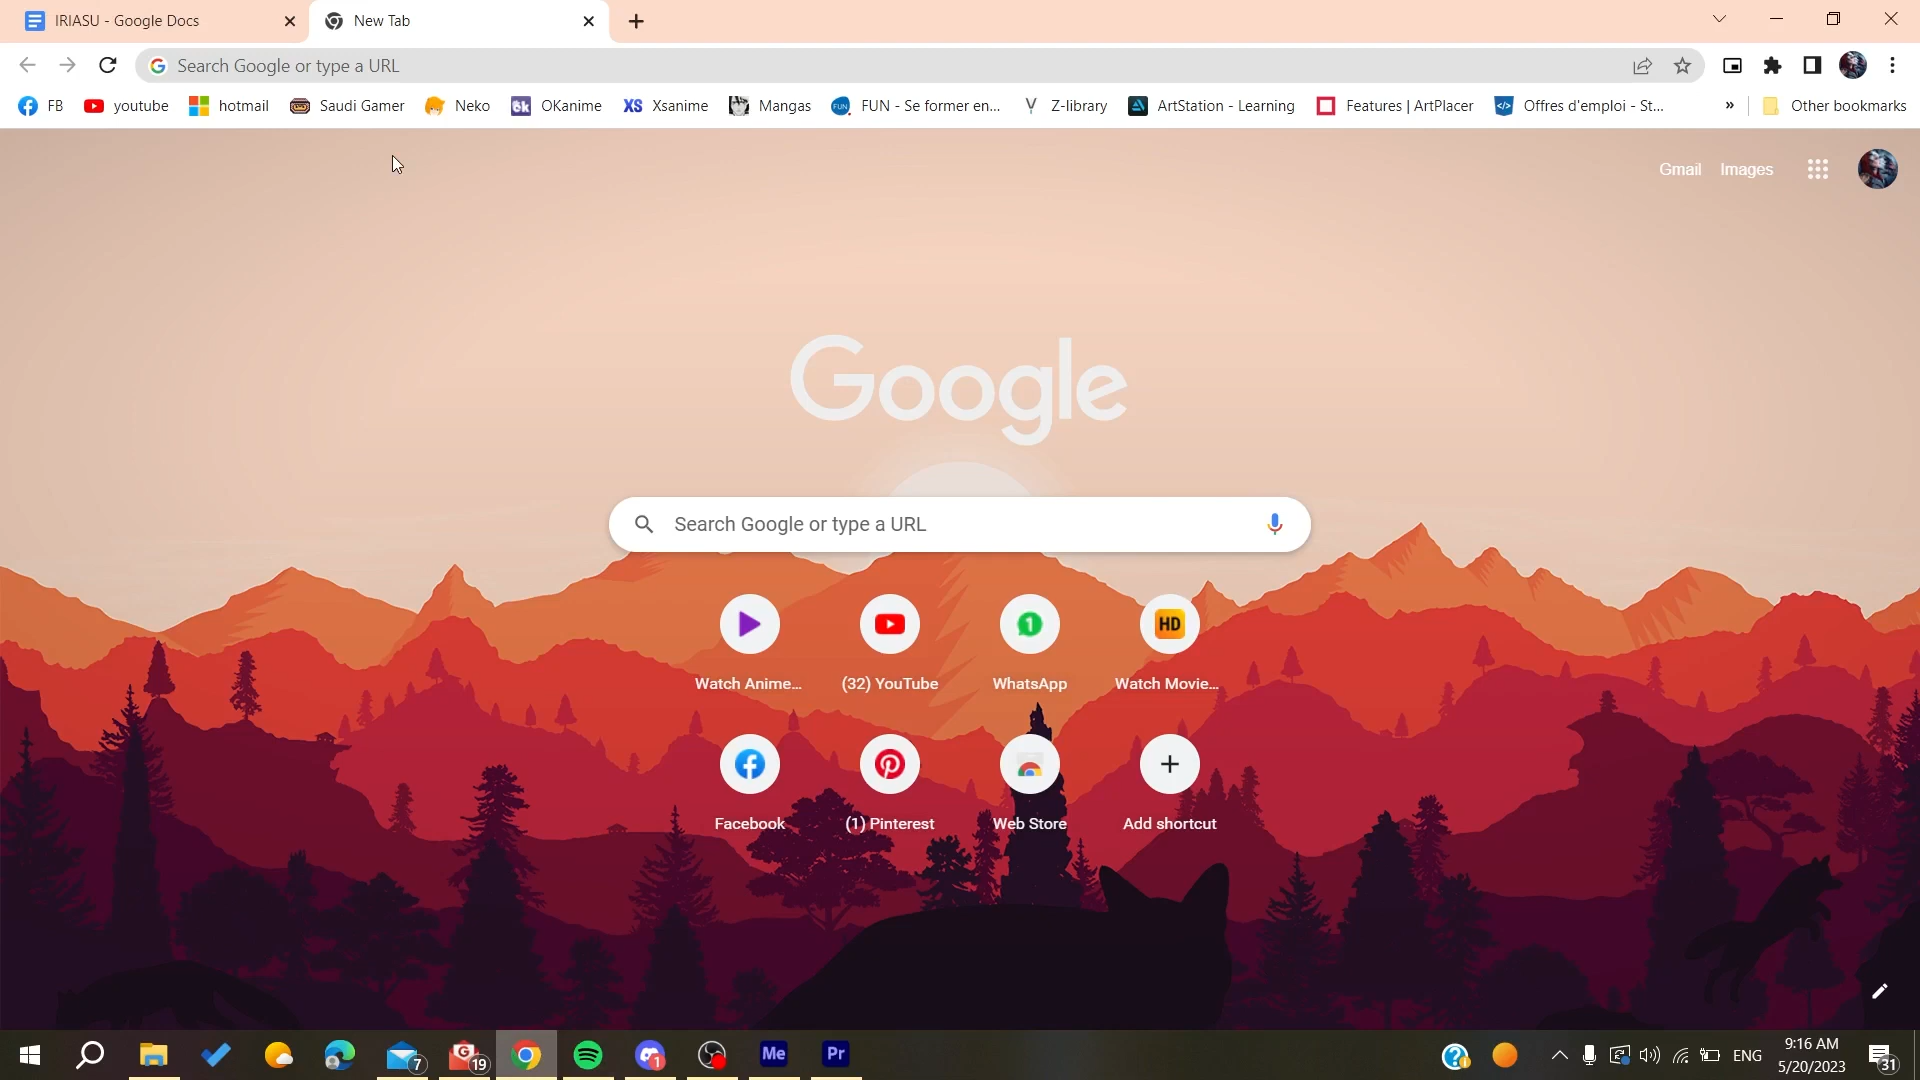 IRIASU - Google Docs
New Tab
Search Google or type a URL
FB youtube hotmail Saudi Gamer Neko OKanime Xsanime Mangas FUN - Se former en... Z-library ArtStation - Learning Features | ArtPlacer Offres d'emploi - St... » Other bookmarks
Gmail Images
Google
Search Google or type a URL
HD
Watch Anime... (32) YouTube WhatsApp Watch Movie...
Facebook (1) Pinterest Web Store Add shortcut
7 19 1 Me Pr ENG 9:16 AM
5/20/2023 31